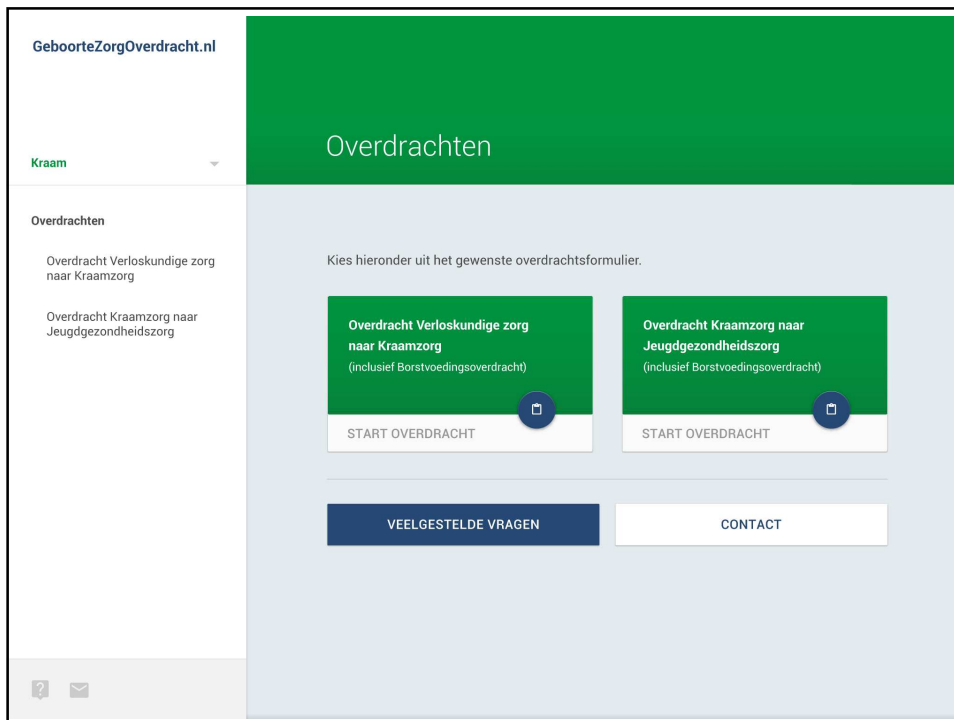 GeboorteZorgOverdracht.nl
Kraam
Overdrachten
Overdracht Verloskundige zorg
naar Kraamzorg
Overdracht Kraamzorg naar
Jeugdgezondheidszorg
Overdrachten
Kies hieronder uit het gewenste overdrachtsformulier.
Overdracht Verloskundige zorg
naar Kraamzorg
(inclusief Borstvoedingsoverdracht)
START OVERDRACHT
Overdracht Kraamzorg naar
Jeugdgezondheidszorg
(inclusief Borstvoedingsoverdracht)
START OVERDRACHT
VEELGESTELDE VRAGEN
CONTACT